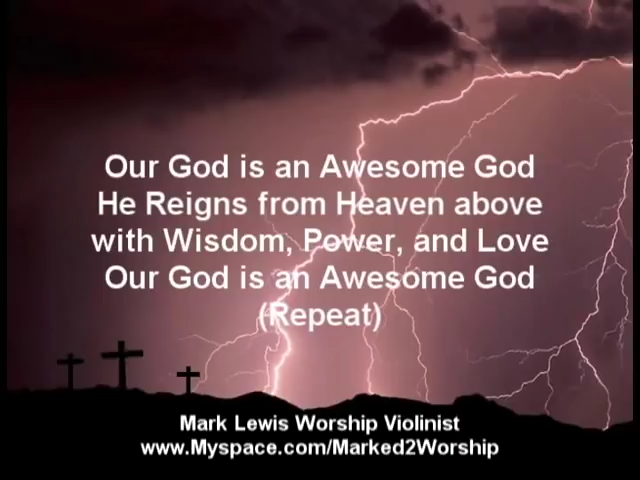 Our God is an Awesome God
He Reigns from Heaven above
with Wisdom, Power, and Love
Our God is an Awesome God
(Repeat)
Mark Lewis Worship Violinist
www.Myspace.com/Marked2Worship